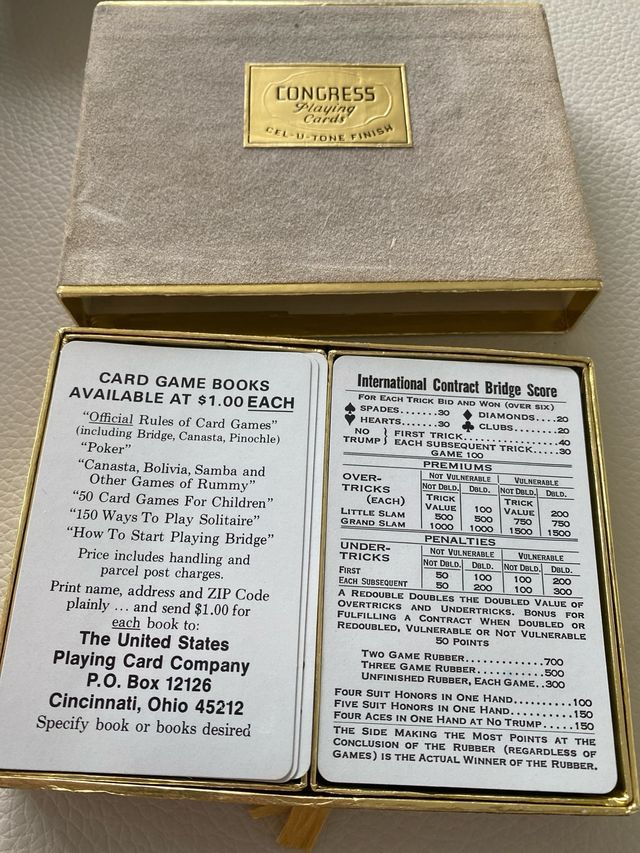 CONGRESS
Playing
Cards
CEL-U-TONE FINISH
CARD GAME BOOKS
AVAILABLE AT $1.00 EACH
"Official Rules of Card Games"
(including Bridge, Canasta, Pinochle)
"Poker"
"Canasta, Bolivia, Samba and
Other Games of Rummy"
"50 Card Games For Children"
"150 Ways To Play Solitaire"
"How To Start Playing Bridge"
Price includes handling and
parcel post charges.
Print name, address and ZIP Code
plainly ... and send $1.00 for
each book to:
The United States
Playing Card Company
P.O. Box 12126
Cincinnati, Ohio 45212
Specify book or books desired
International Contract Bridge Score
FOR EACH TRICK BID AND WON (OVER SIX)
♠ SPADES.......30 ♦ DIAMONDS....20
♥ HEARTS.......30 ♣ CLUBS........20
NO TRUMP } FIRST TRICK....................40
EACH SUBSEQUENT TRICK.....30
GAME 100
PREMIUMS
NOT VULNERABLE VULNERABLE
OVER-TRICKS (EACH) NOT DBLD. DBLD. NOT DBLD. DBLD.
TRICK VALUE 100 TRICK VALUE 200
LITTLE SLAM 500 500 750 750
GRAND SLAM 1000 1000 1500 1500
PENALTIES
NOT VULNERABLE VULNERABLE
UNDER-TRICKS NOT DBLD. DBLD. NOT DBLD. DBLD.
FIRST 50 100 100 200
EACH SUBSEQUENT 50 200 100 300
A REDOUBLE DOUBLES THE DOUBLED VALUE OF
OVERTRICKS AND UNDERTRICKS. BONUS FOR
FULFILLING A CONTRACT WHEN DOUBLED OR
REDOUBLED, VULNERABLE OR NOT VULNERABLE
50 POINTS
TWO GAME RUBBER.............700
THREE GAME RUBBER...........500
UNFINISHED RUBBER, EACH GAME..300
FOUR SUIT HONORS IN ONE HAND..........100
FIVE SUIT HONORS IN ONE HAND...........150
FOUR ACES IN ONE HAND AT NO TRUMP.....150
THE SIDE MAKING THE MOST POINTS AT THE
CONCLUSION OF THE RUBBER (REGARDLESS OF
GAMES) IS THE ACTUAL WINNER OF THE RUBBER.